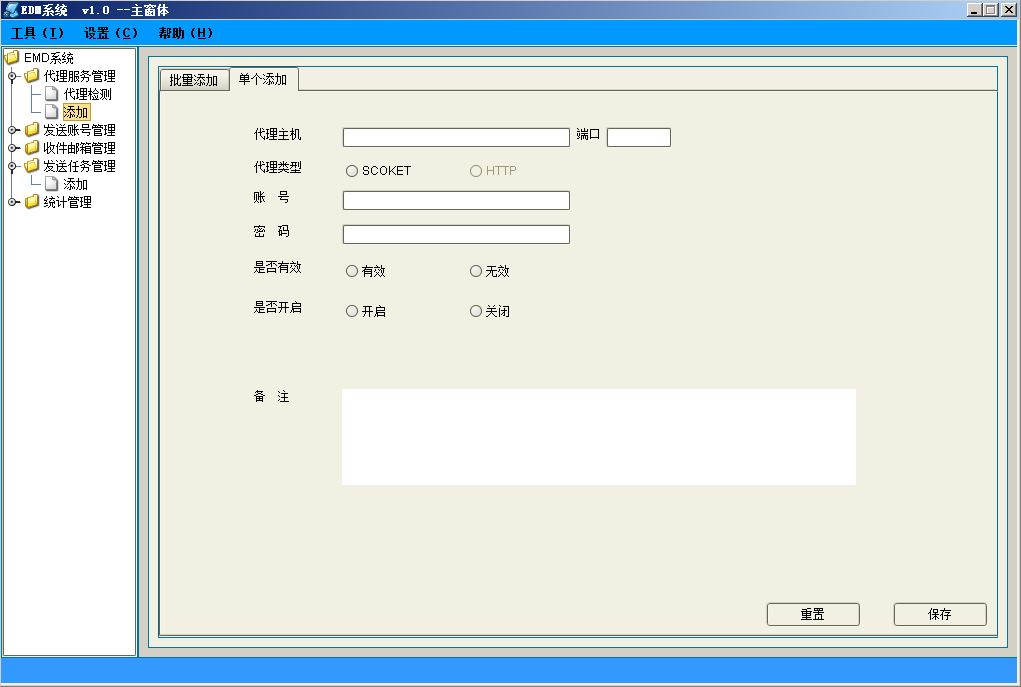 EDM系统 v1.0 --主窗体
工具(T) 设置(C) 帮助(H)
EMD系统
代理服务管理
代理检测
添加
发送账号管理
收件邮箱管理
发送任务管理
添加
统计管理
批量添加 单个添加
代理主机 端口
代理类型 SCOKET HTTP
账 号
密 码
是否有效 有效 无效
是否开启 开启 关闭
备 注
重置 保存